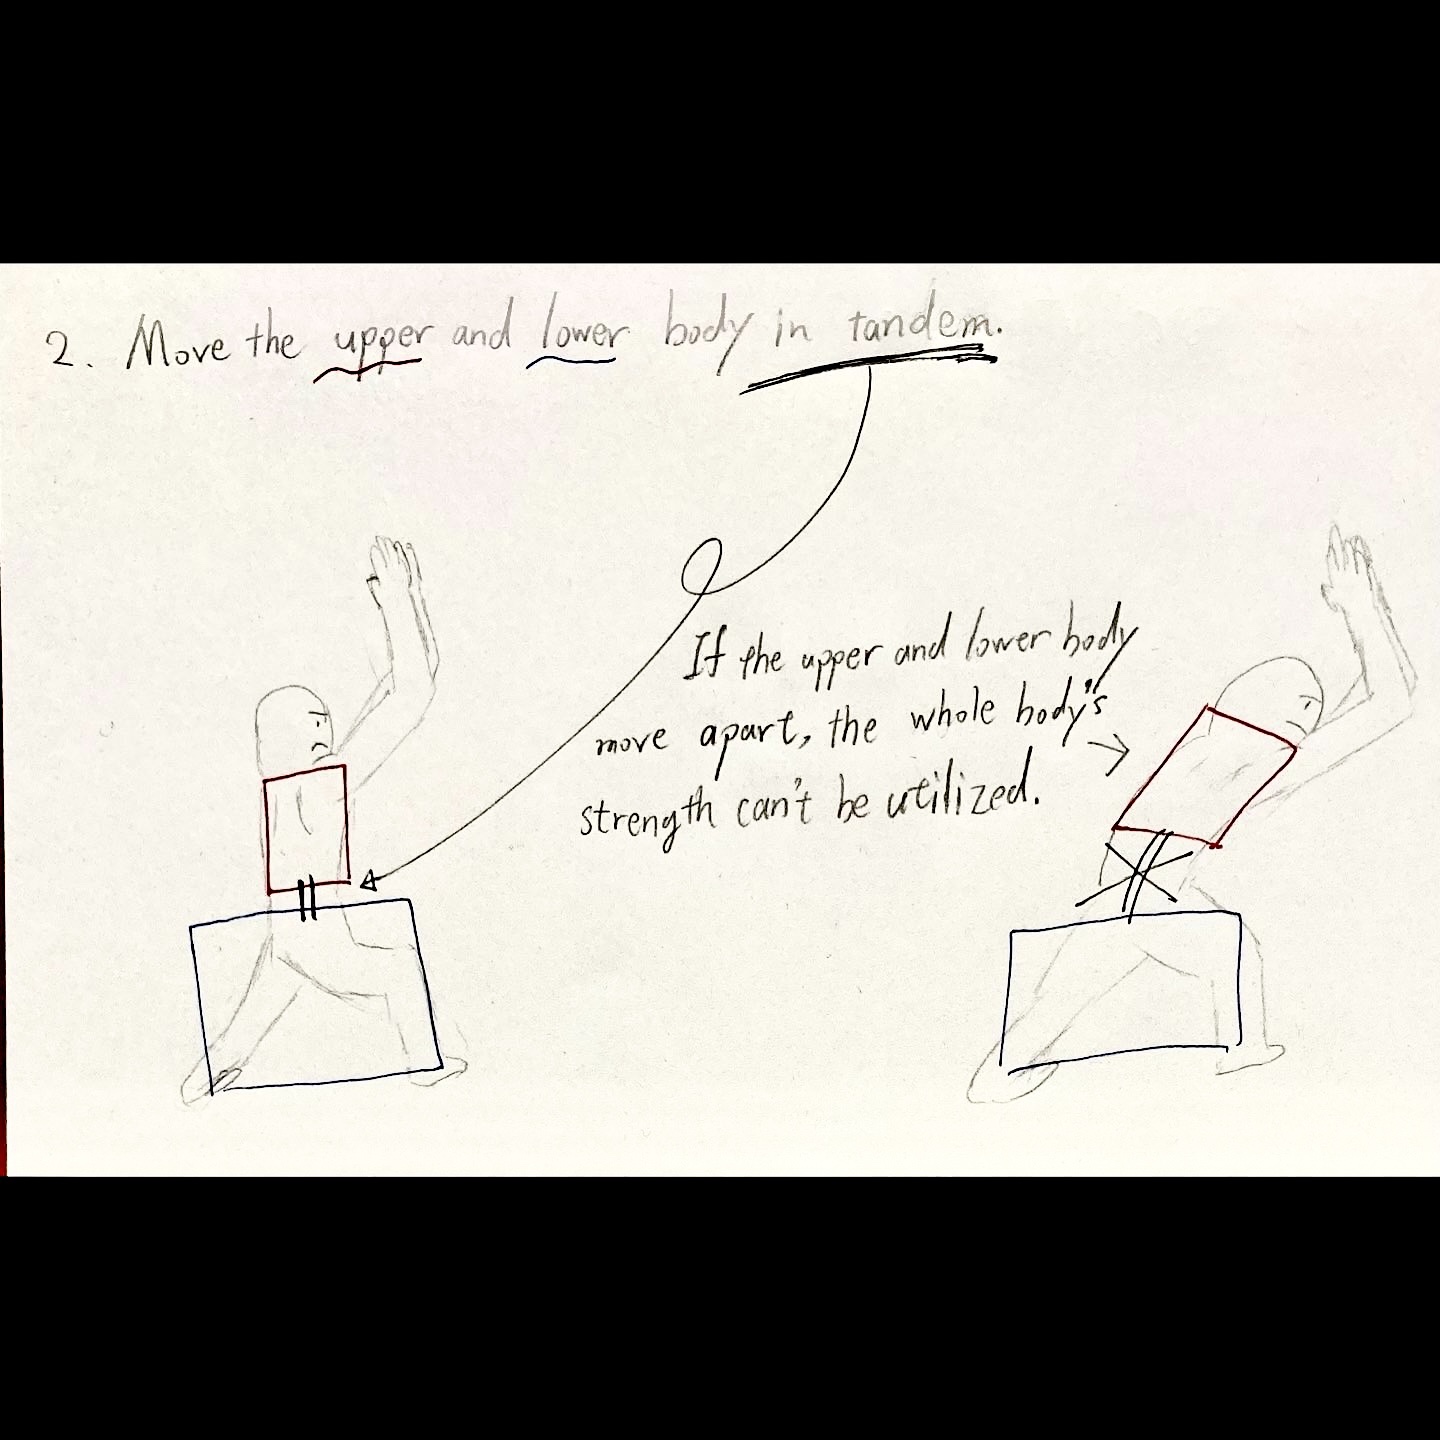 2. Move the upper and lower body in tandem.
If the upper and lower body
move apart, the whole body's
strength can't be utilized.